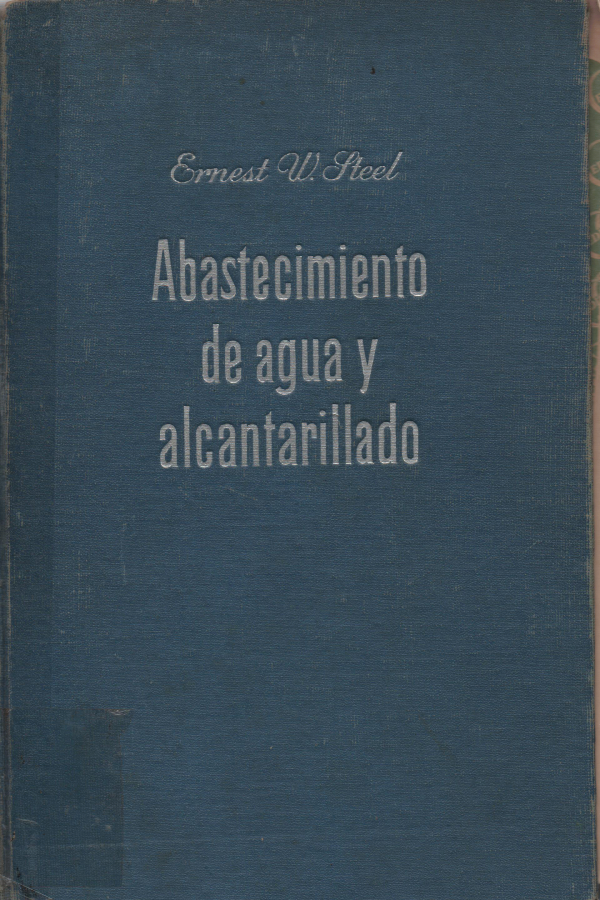 Ernest W. Steel
Abastecimiento
de agua y
alcantarillado